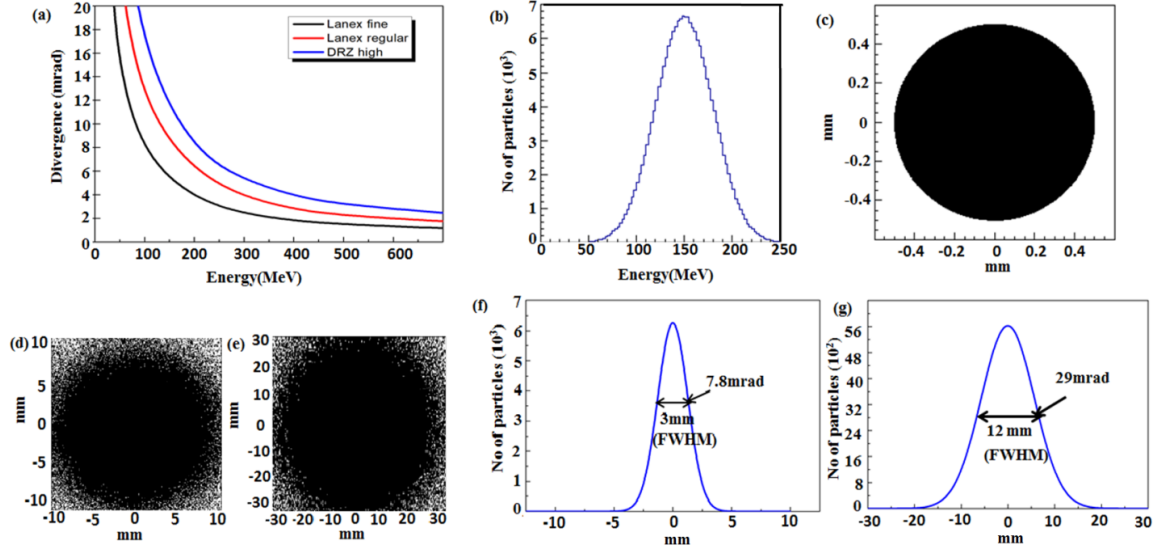 (a)
Divergence (mrad)
20
18
16
14
12
10
8
6
4
2
0
Lanex fine
Lanex regular
DRZ high
0 100 200 300 400 500 600
Energy(MeV)
(b)
No of particles (10³)
7
6
5
4
3
2
1
0
0 50 100 150 200 250
Energy(MeV)
(c)
mm
0.4
0.2
0
-0.2
-0.4
-0.4 -0.2 0 0.2 0.4
mm
(d)
mm
10
5
0
-5
-10
-10 -5 0 5 10
mm
(e)
30
20
10
0
-10
-20
-30
-30 -20 -10 0 10 20 30
mm
(f)
No of particles (10³)
7
6
5
4
3
2
1
0
7.8mrad
3mm
(FWHM)
-10 -5 0 5 10
mm
(g)
No of particles (10²)
56
48
40
32
24
16
8
0
29mrad
12 mm
(FWHM)
-30 -20 -10 0 10 20 30
mm